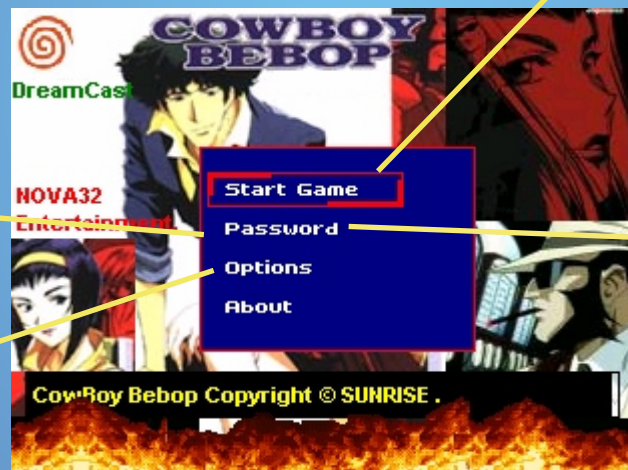 COWBOY
BEBOP
DreamCast
NOVA32
Entertainment
Start Game
Password
Options
About
CowBoy Bebop Copyright © SUNRISE .